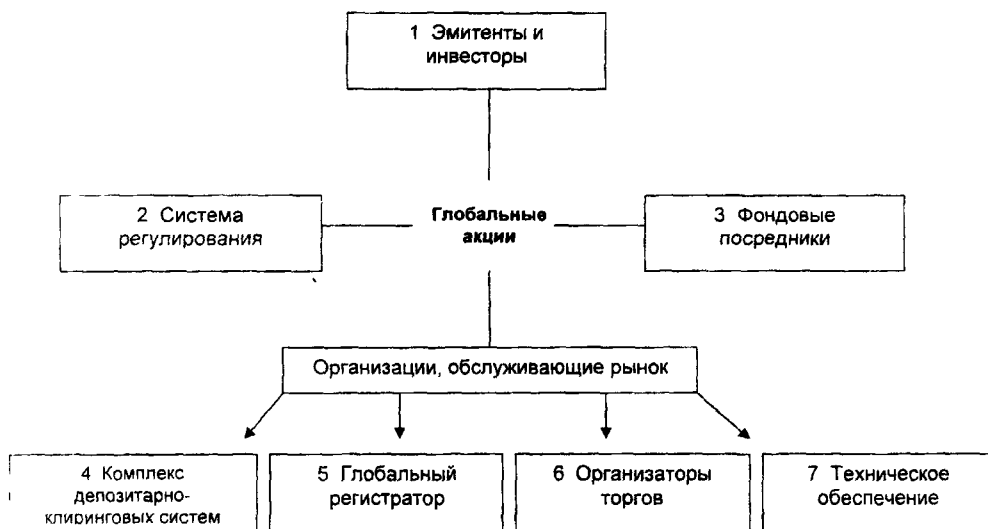 1 Эмитенты и
инвесторы
2 Система
регулирования
Глобальные
акции
3 Фондовые
посредники
Организации, обслуживающие рынок
4 Комплекс
депозитарно-
клиринговых систем
5 Глобальный
регистратор
6 Организаторы
торгов
7 Техническое
обеспечение